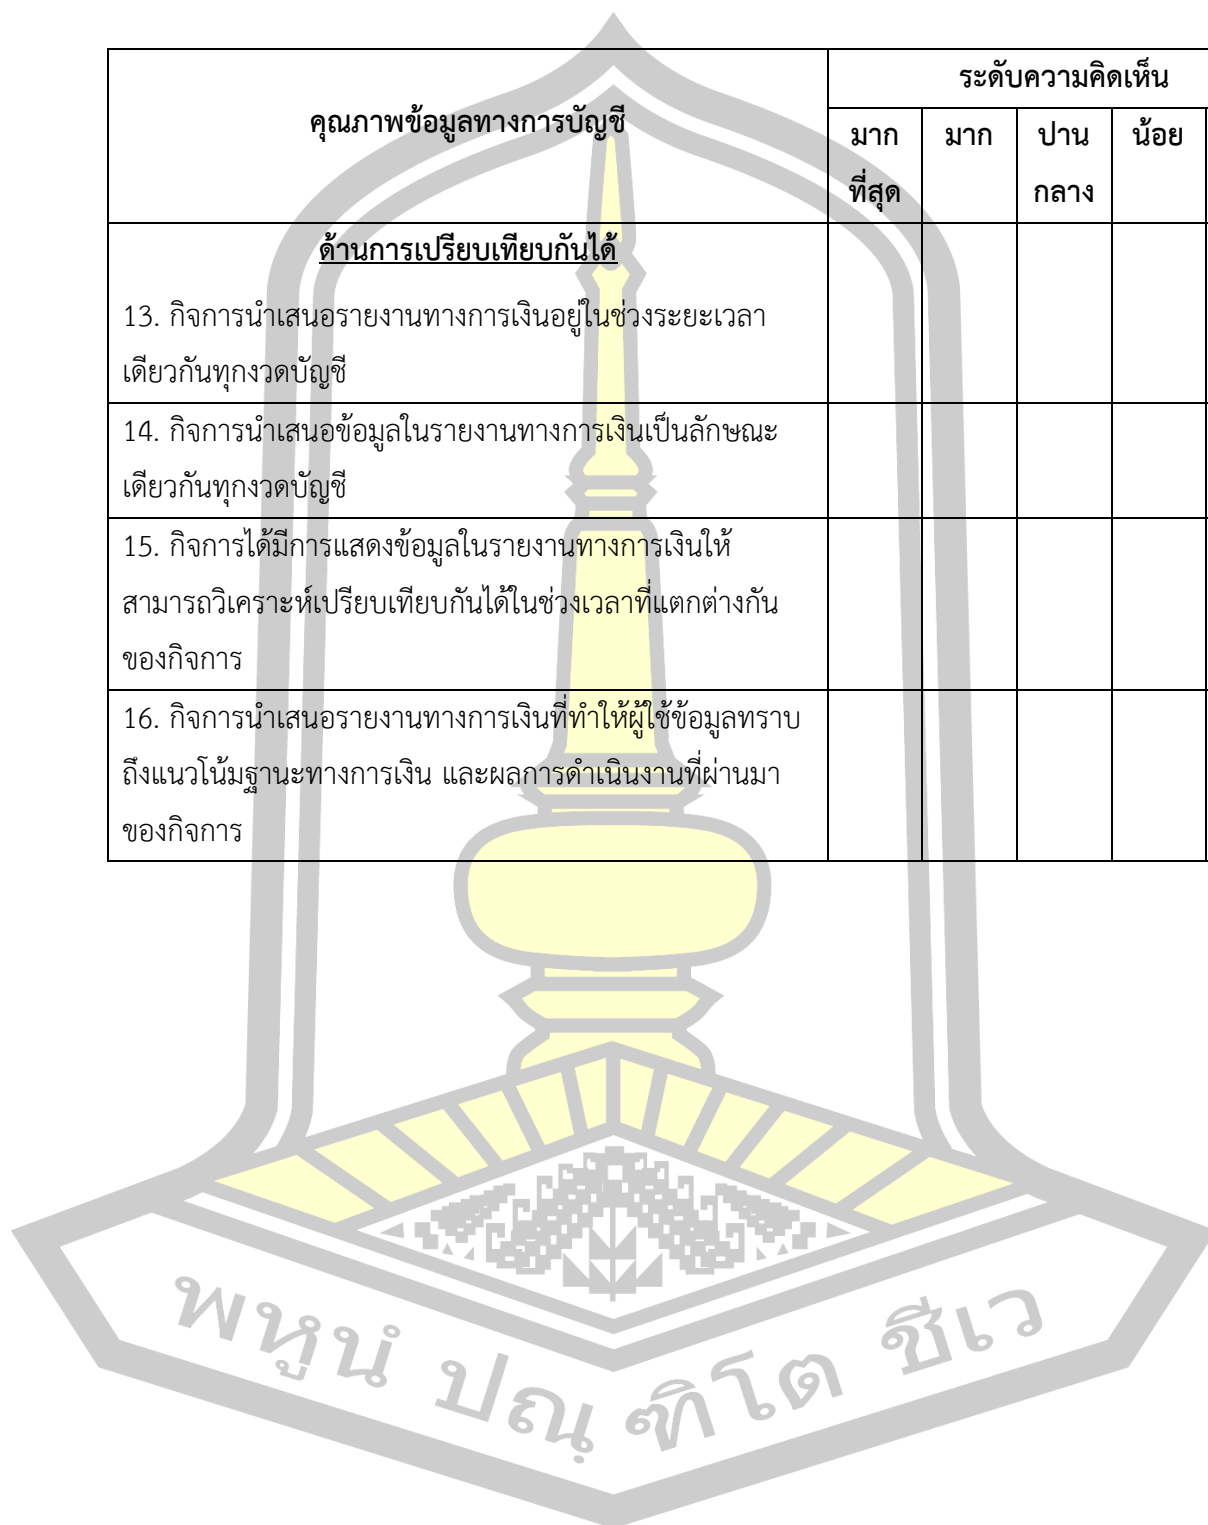 คุณภาพข้อมูลทางการบัญชี
ระดับความคิดเห็น
มาก
ที่สุด
มาก
ปาน
กลาง
น้อย
ด้านการเปรียบเทียบกันได้
13. กิจการนำเสนอรายงานทางการเงินอยู่ในช่วงระยะเวลา
เดียวกันทุกงวดบัญชี
14. กิจการนำเสนอข้อมูลในรายงานทางการเงินเป็นลักษณะ
เดียวกันทุกงวดบัญชี
15. กิจการได้มีการแสดงข้อมูลในรายงานทางการเงินให้
สามารถวิเคราะห์เปรียบเทียบกันได้ในช่วงเวลาที่แตกต่างกัน
ของกิจการ
16. กิจการนำเสนอรายงานทางการเงินที่ทำให้ผู้ใช้ข้อมูลทราบ
ถึงแนวโน้มฐานะทางการเงิน และผลการดำเนินงานที่ผ่านมา
ของกิจการ
พหูนํ ปณฺ ฑิโต ชีเว